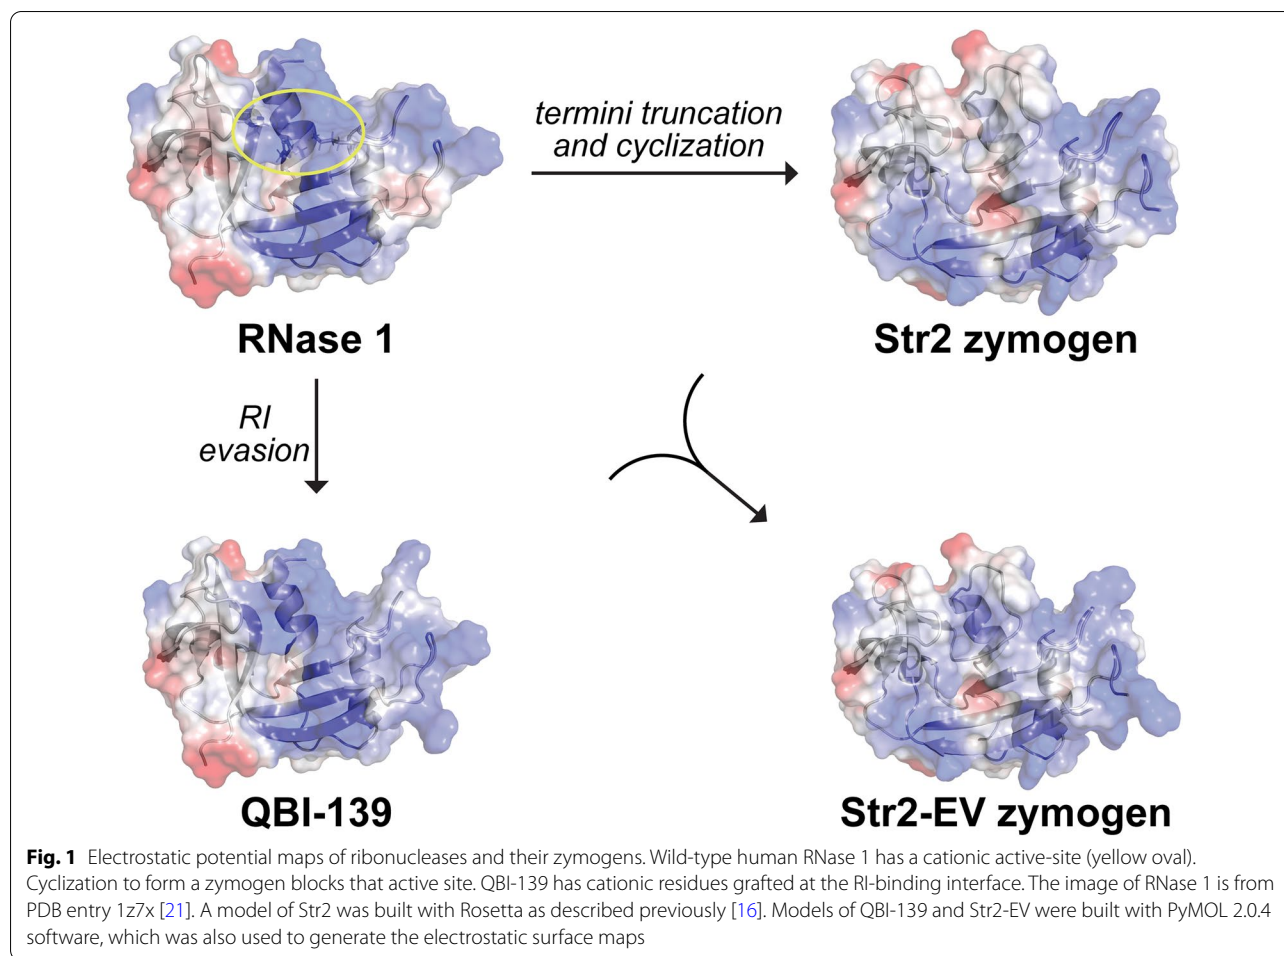 termini truncation
and cyclization
RNase 1
Str2 zymogen
RI
evasion
QBI-139
Str2-EV zymogen
Fig. 1 Electrostatic potential maps of ribonucleases and their zymogens. Wild-type human RNase 1 has a cationic active-site (yellow oval).
Cyclization to form a zymogen blocks that active site. QBI-139 has cationic residues grafted at the RI-binding interface. The image of RNase 1 is from
PDB entry 1z7x [21]. A model of Str2 was built with Rosetta as described previously [16]. Models of QBI-139 and Str2-EV were built with PyMOL 2.0.4
software, which was also used to generate the electrostatic surface maps